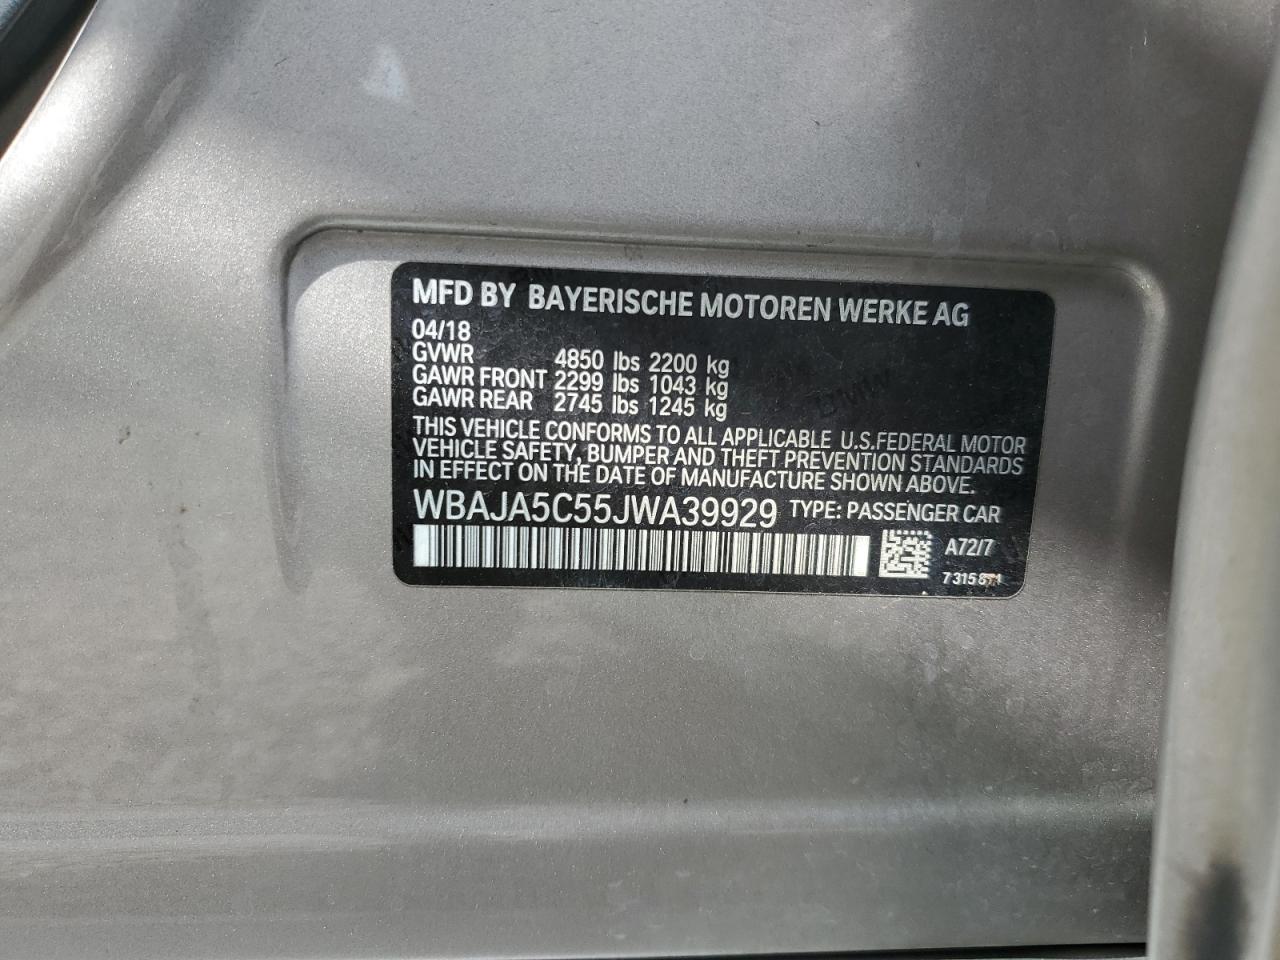 MFD BY BAYERISCHE MOTOREN WERKE AG
04/18
GVWR 4850 lbs 2200 kg
GAWR FRONT 2299 lbs 1043 kg
GAWR REAR 2745 lbs 1245 kg
THIS VEHICLE CONFORMS TO ALL APPLICABLE U.S.FEDERAL MOTOR
VEHICLE SAFETY, BUMPER AND THEFT PREVENTION STANDARDS
IN EFFECT ON THE DATE OF MANUFACTURE SHOWN ABOVE.
WBAJA5C55JWA39929 TYPE: PASSENGER CAR
A72/7